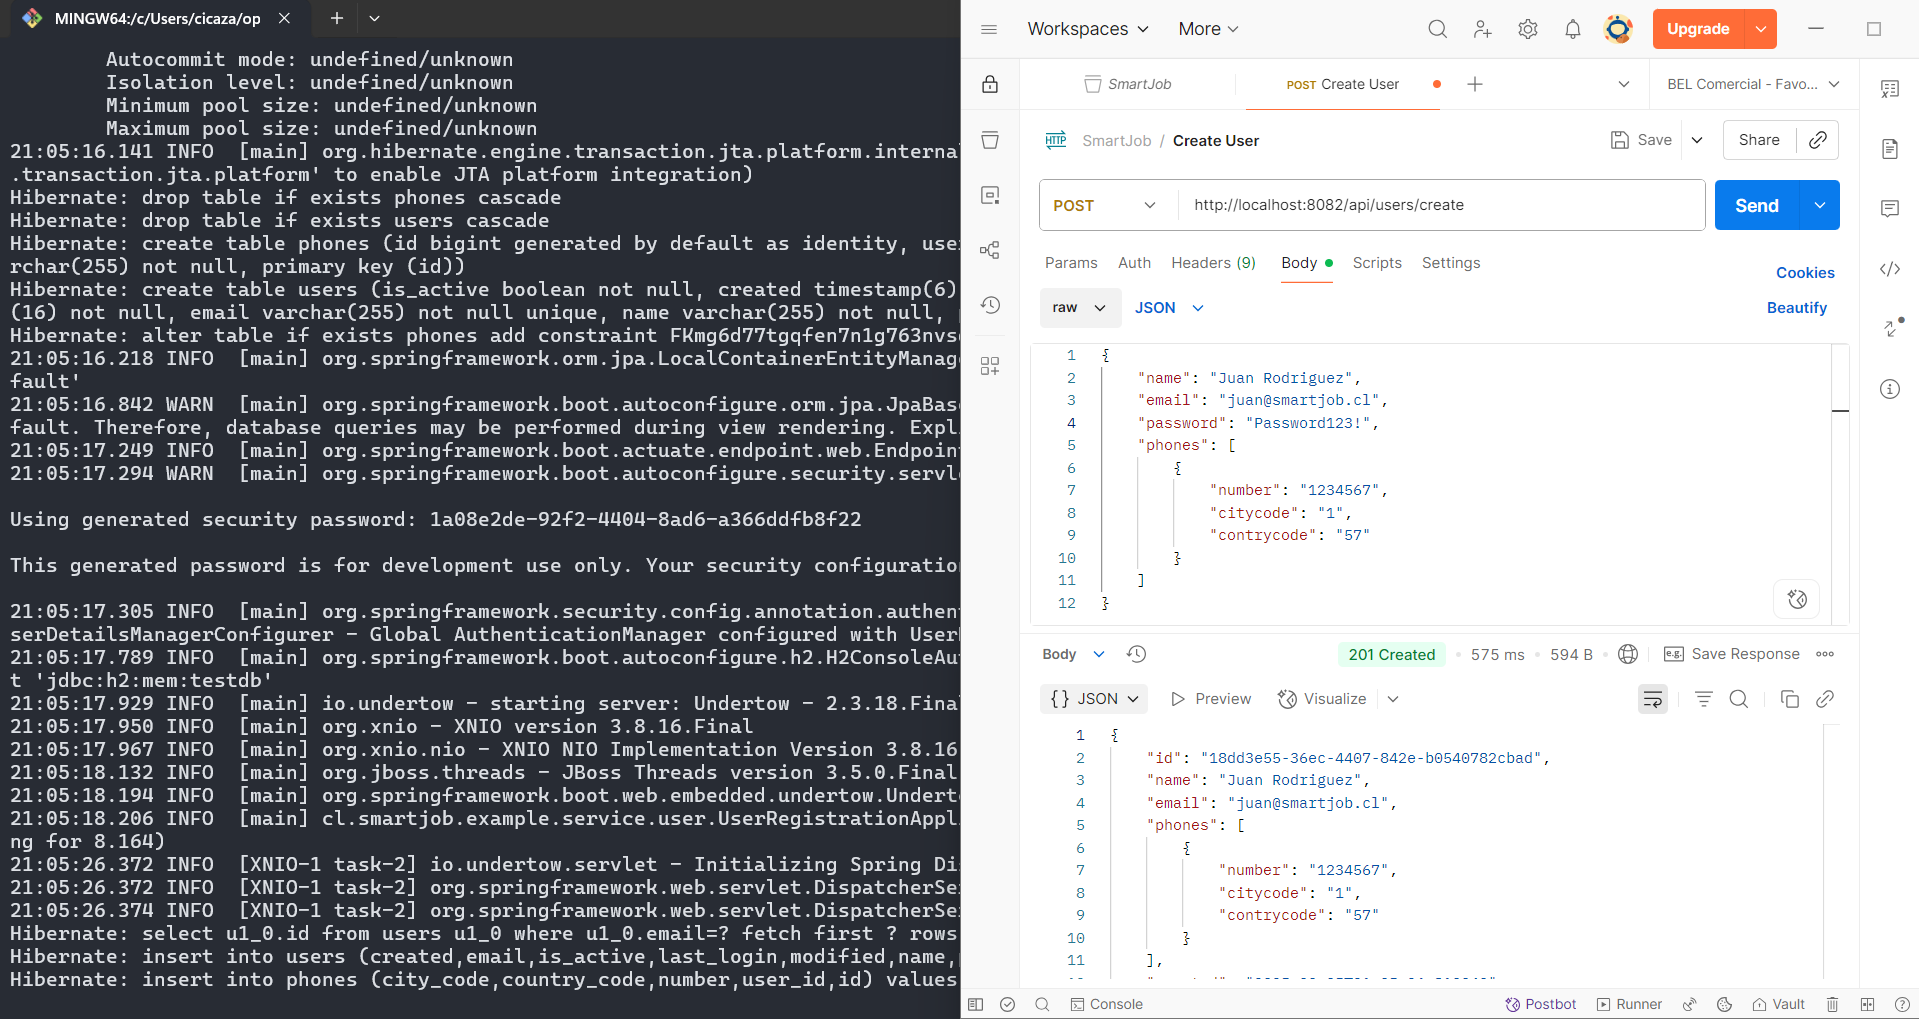 MINGW64:/c/Users/cicaza/op
Autocommit mode: undefined/unknown
Isolation level: undefined/unknown
Minimum pool size: undefined/unknown
Maximum pool size: undefined/unknown
21:05:16.141 INFO  [main] org.hibernate.engine.transaction.jta.platform.internal
.transaction.jta.platform' to enable JTA platform integration)
Hibernate: drop table if exists phones cascade
Hibernate: drop table if exists users cascade
Hibernate: create table phones (id bigint generated by default as identity, use
rchar(255) not null, primary key (id))
Hibernate: create table users (is_active boolean not null, created timestamp(6)
(16) not null, email varchar(255) not null unique, name varchar(255) not null,
Hibernate: alter table if exists phones add constraint FKmg6d77tgqfen7n1g763nvs
21:05:16.218 INFO  [main] org.springframework.orm.jpa.LocalContainerEntityManag
fault'
21:05:16.842 WARN  [main] org.springframework.boot.autoconfigure.orm.jpa.JpaBas
fault. Therefore, database queries may be performed during view rendering. Expl
21:05:17.249 INFO  [main] org.springframework.boot.actuate.endpoint.web.Endpoin
21:05:17.294 WARN  [main] org.springframework.boot.autoconfigure.security.servl
Using generated security password: 1a08e2de-92f2-4404-8ad6-a366ddfb8f22
This generated password is for development use only. Your security configuration
21:05:17.305 INFO  [main] org.springframework.security.config.annotation.authen
serDetailsManagerConfigurer - Global AuthenticationManager configured with User
21:05:17.789 INFO  [main] org.springframework.boot.autoconfigure.h2.H2ConsoleAu
t 'jdbc:h2:mem:testdb'
21:05:17.929 INFO  [main] io.undertow - starting server: Undertow - 2.3.18.Final
21:05:17.950 INFO  [main] org.xnio - XNIO version 3.8.16.Final
21:05:17.967 INFO  [main] org.xnio.nio - XNIO NIO Implementation Version 3.8.16
21:05:18.132 INFO  [main] org.jboss.threads - JBoss Threads version 3.5.0.Final
21:05:18.194 INFO  [main] org.springframework.boot.web.embedded.undertow.Undert
21:05:18.206 INFO  [main] cl.smartjob.example.service.user.UserRegistrationAppl
ng for 8.164)
21:05:26.372 INFO  [XNIO-1 task-2] io.undertow.servlet - Initializing Spring Di
21:05:26.372 INFO  [XNIO-1 task-2] org.springframework.web.servlet.DispatcherSe
21:05:26.374 INFO  [XNIO-1 task-2] org.springframework.web.servlet.DispatcherSe
Hibernate: select u1_0.id from users u1_0 where u1_0.email=? fetch first ? rows
Hibernate: insert into users (created,email,is_active,last_login,modified,name,
Hibernate: insert into phones (city_code,country_code,number,user_id,id) values
Workspaces More Upgrade
SmartJob POST Create User BEL Comercial - Favo...
HTTP SmartJob / Create User Save Share
POST http://localhost:8082/api/users/create Send
Params Auth Headers (9) Body Scripts Settings Cookies
raw JSON Beautify
1 {
2 "name": "Juan Rodriguez",
3 "email": "juan@smartjob.cl",
4 "password": "Password123!",
5 "phones": [
6 {
7 "number": "1234567",
8 "citycode": "1",
9 "contrycode": "57"
10 }
11 ]
12 }
Body 201 Created • 575 ms • 594 B e.g. Save Response
{} JSON Preview Visualize
1 {
2 "id": "18dd3e55-36ec-4407-842e-b0540782cbad",
3 "name": "Juan Rodriguez",
4 "email": "juan@smartjob.cl",
5 "phones": [
6 {
7 "number": "1234567",
8 "citycode": "1",
9 "contrycode": "57"
10 }
11 ],
Console Postbot Runner Vault